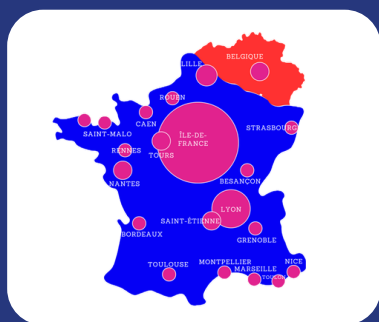 BELGIQUE
LILLE
ROUEN
CAEN
STRASBOURG
SAINT-MALO
ÎLE-DE-
FRANCE
RENNES
TOURS
BESANÇON
NANTES
LYON
SAINT-ÉTIENNE
BORDEAUX
GRENOBLE
MONTPELLIER
NICE
TOULOUSE
MARSEILLE
TOULON